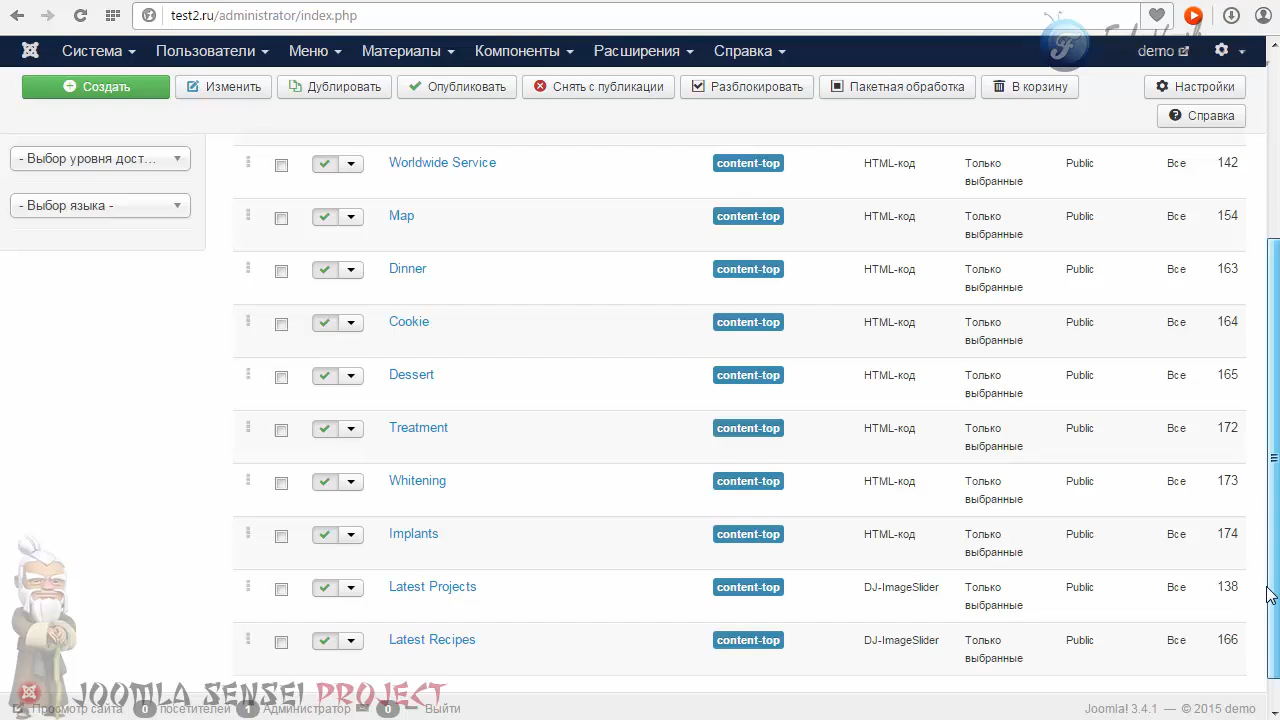 test2.ru/administrator/index.php
Система Пользователи Меню Материалы Компоненты Расширения Справка demo
Создать Изменить Дублировать Опубликовать Снять с публикации Разблокировать Пакетная обработка В корзину Настройки
Справка
- Выбор уровня дост...
- Выбор языка -
Worldwide Service content-top HTML-код Только выбранные Public Все 142
Map content-top HTML-код Только выбранные Public Все 154
Dinner content-top HTML-код Только выбранные Public Все 163
Cookie content-top HTML-код Только выбранные Public Все 164
Dessert content-top HTML-код Только выбранные Public Все 165
Treatment content-top HTML-код Только выбранные Public Все 172
Whitening content-top HTML-код Только выбранные Public Все 173
Implants content-top HTML-код Только выбранные Public Все 174
Latest Projects content-top DJ-ImageSlider Только выбранные Public Все 138
Latest Recipes content-top DJ-ImageSlider Только выбранные Public Все 166
JOOMLA SENSEI PROJECT
Просмотр сайта 0 посетителей 1 Администратор 0 Выйти Joomla! 3.4.1 — © 2015 demo